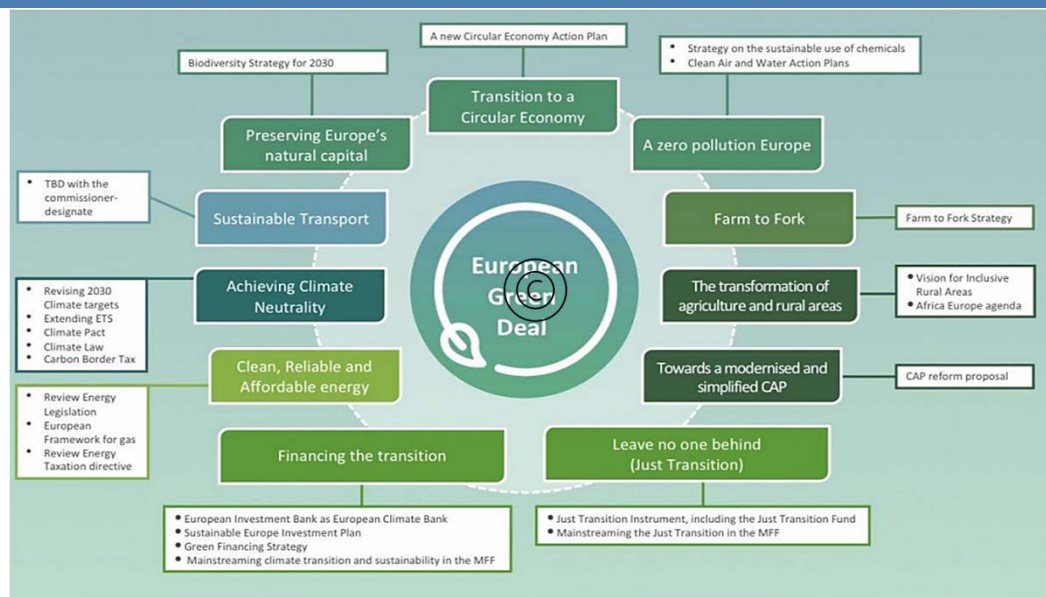 A new Circular Economy Action Plan
Biodiversity Strategy for 2030
• Strategy on the sustainable use of chemicals
• Clean Air and Water Action Plans
Transition to a
Circular Economy
Preserving Europe's
natural capital
A zero pollution Europe
• TBD with the
commissioner-
designate
Sustainable Transport
Farm to Fork
Farm to Fork Strategy
European
Green
Deal
©
• Revising 2030
Climate targets
• Extending ETS
• Climate Pact
• Climate Law
• Carbon Border Tax
Achieving Climate
Neutrality
The transformation of
agriculture and rural areas
• Vision for Inclusive
Rural Areas
• Africa Europe agenda
Clean, Reliable and
Affordable energy
Towards a modernised and
simplified CAP
CAP reform proposal
• Review Energy
Legislation
• European
Framework for gas
• Review Energy
Taxation directive
Financing the transition
Leave no one behind
(Just Transition)
• European Investment Bank as European Climate Bank
• Sustainable Europe Investment Plan
• Green Financing Strategy
• Mainstreaming climate transition and sustainability in the MFF
• Just Transition Instrument, including the Just Transition Fund
• Mainstreaming the Just Transition in the MFF